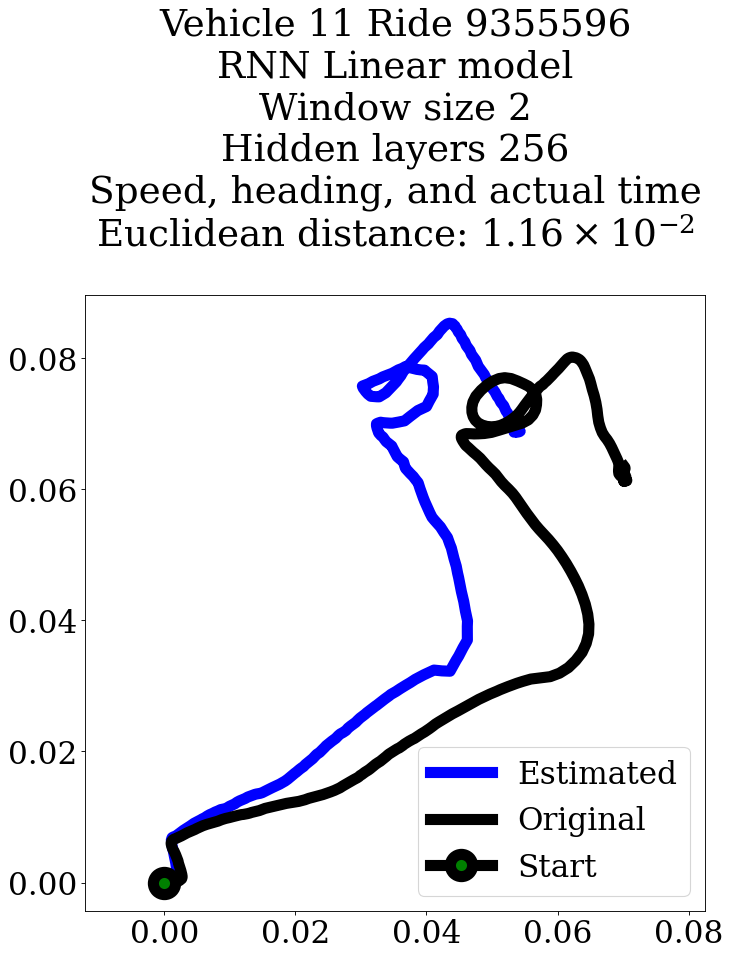 Vehicle 11 Ride 9355596
RNN Linear model
Window size 2
Hidden layers 256
Speed, heading, and actual time
Euclidean distance: 1.16 × 10⁻²
0.08
0.06
0.04
0.02
0.00
Estimated
Original
Start
0.00 0.02 0.04 0.06 0.08